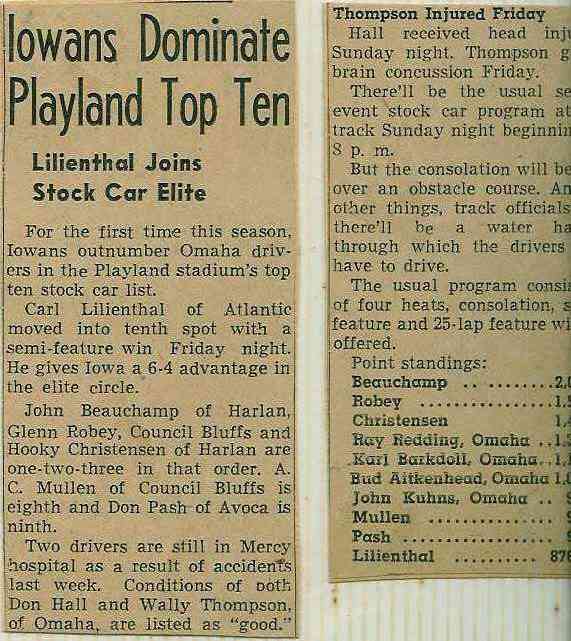 Iowans Dominate
Playland Top Ten
Lilienthal Joins
Stock Car Elite
For the first time this season,
Iowans outnumber Omaha driv-
ers in the Playland stadium's top
ten stock car list.
Carl Lilienthal of Atlantic
moved into tenth spot with a
semi-feature win Friday night.
He gives Iowa a 6-4 advantage in
the elite circle.
John Beauchamp of Harlan,
Glenn Robey, Council Bluffs and
Hooky Christensen of Harlan are
one-two-three in that order. A.
C. Mullen of Council Bluffs is
eighth and Don Pash of Avoca is
ninth.
Two drivers are still in Mercy
hospital as a result of accidents
last week. Conditions of both
Don Hall and Wally Thompson,
of Omaha, are listed as "good."
Thompson Injured Friday
Hall received head
Sunday night. Thompson
brain concussion Friday.
There'll be the usual
event stock car program at
track Sunday night
8 p. m.
But the consolation will be
over an obstacle course.
other things, track officials
there'll be a water
through which the drivers
have to drive.
The usual program
of four heats, consolation,
feature and 25-lap feature
offered.
Point standings:
Beauchamp .. .........2,
Robey ................1,
Christensen 1,
Ray Redding, Omaha ..1,
Karl Barkdoll, Omaha..1,
Bud Aitkenhead, Omaha 1,
John Kuhns, Omaha ..
Mullen ...............
Pash .................
Lilienthal ............876